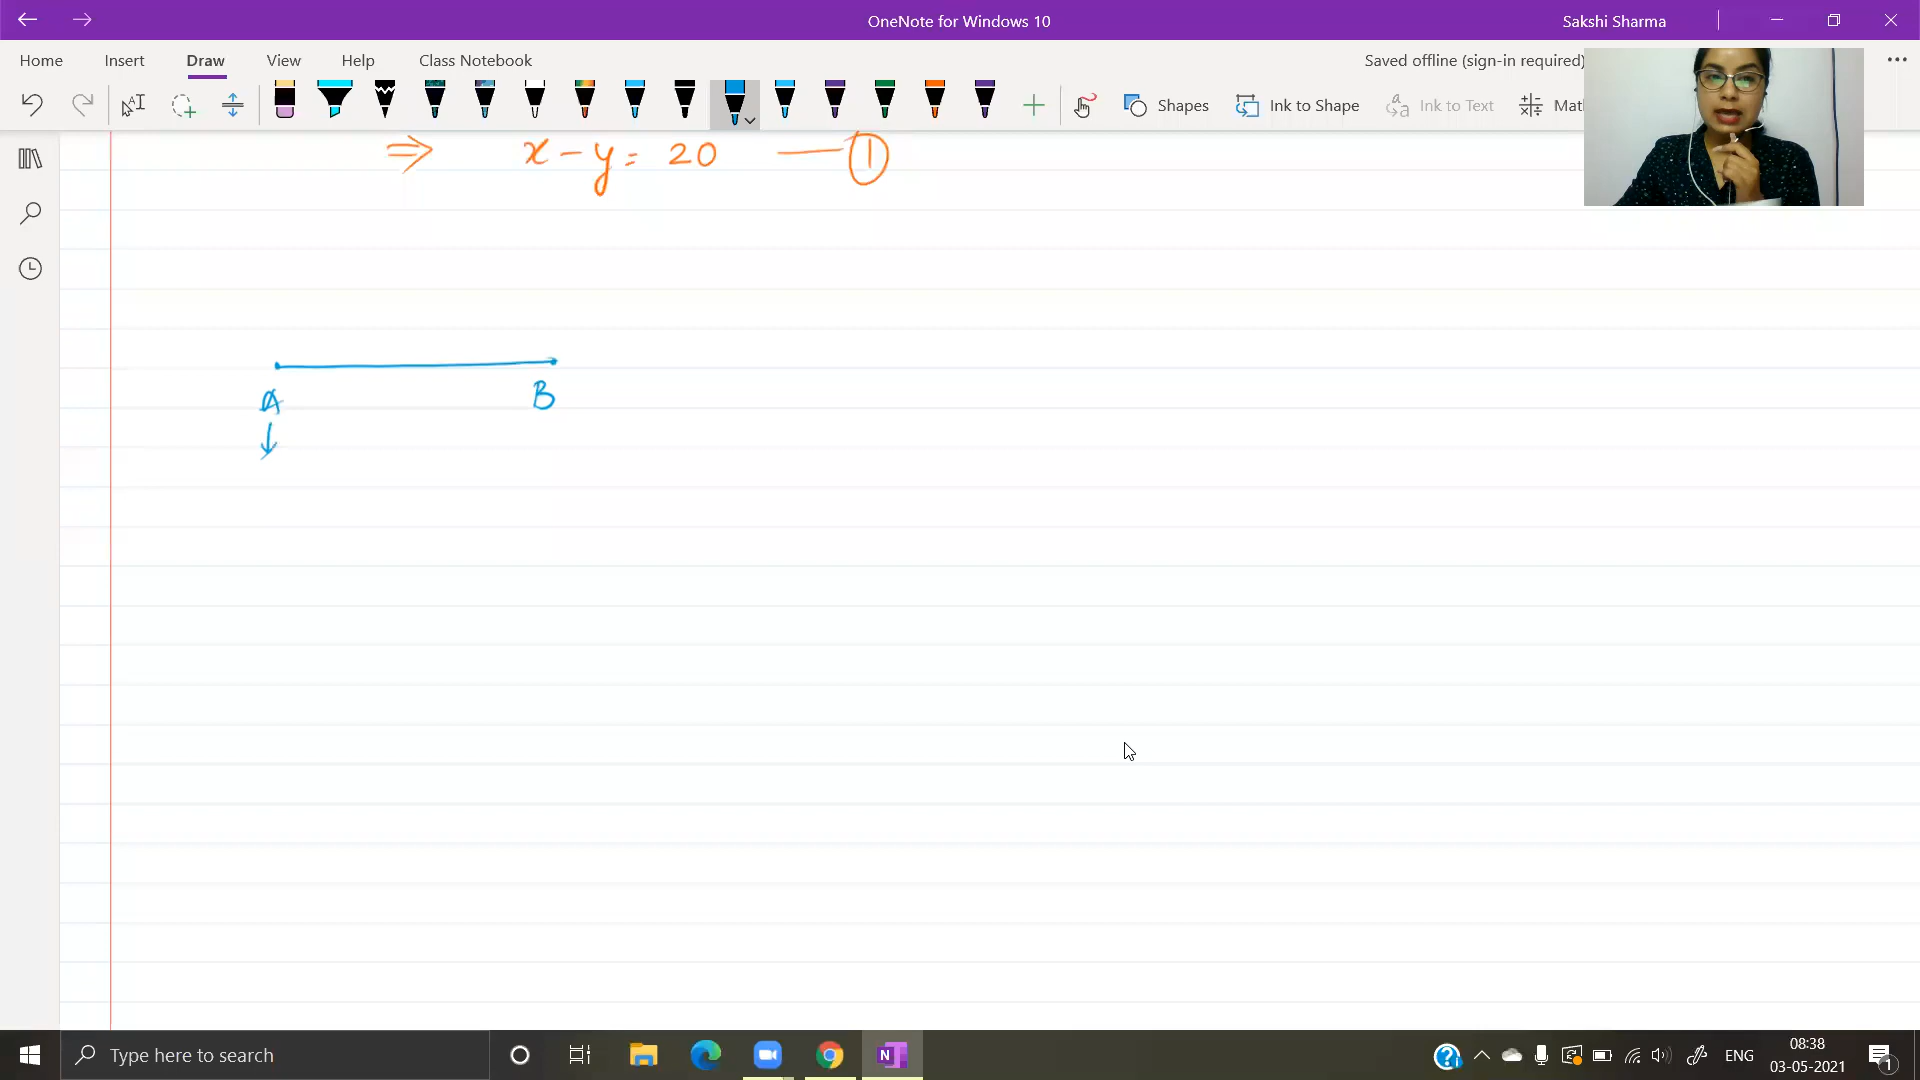 OneNote for Windows 10
Sakshi Sharma
Home Insert Draw View Help Class Notebook
Saved offline (sign-in required)
Shapes Ink to Shape Ink to Text
⇒ x - y = 20 —— ①
A B
↓
Type here to search
ENG
08:38
03-05-2021
1